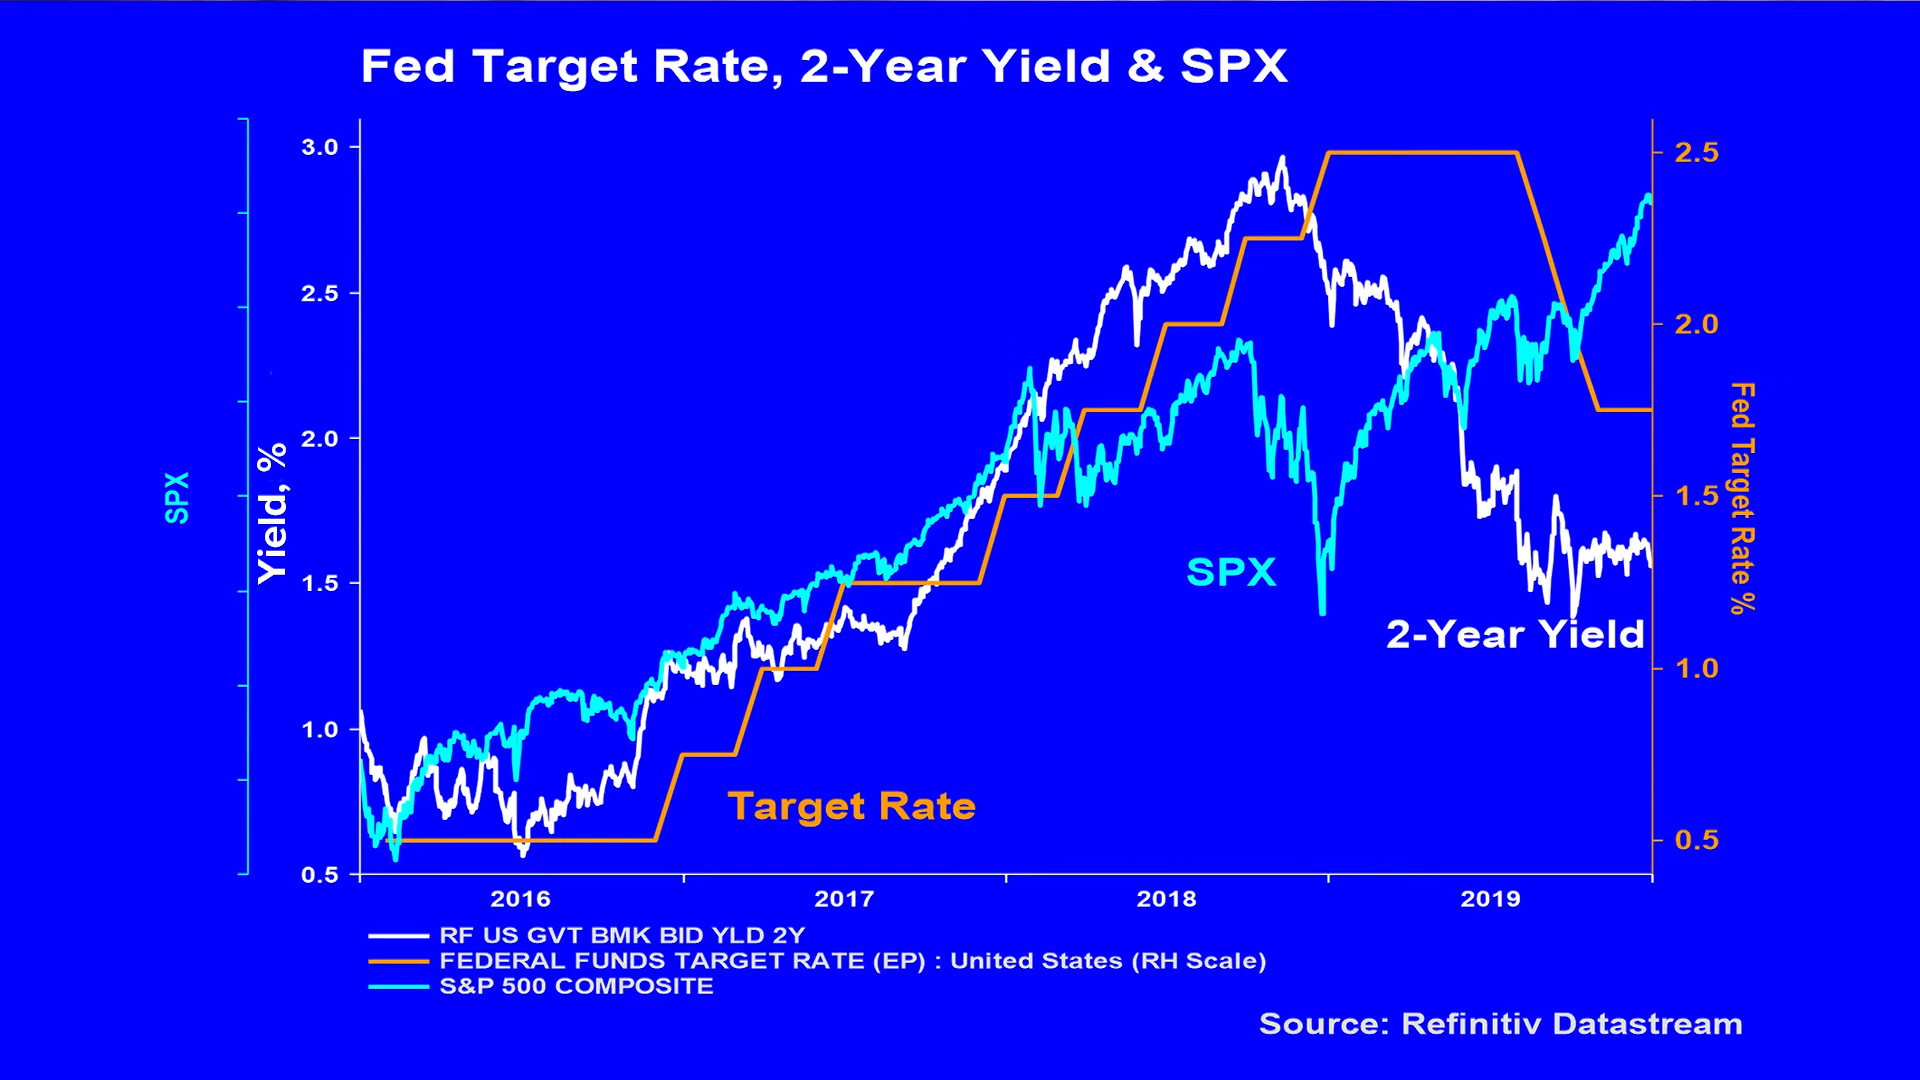 Fed Target Rate, 2-Year Yield & SPX
3.0
2.5
2.0
1.5
1.0
0.5
SPX
Yield, %
2.5
2.0
1.5
1.0
0.5
Fed Target Rate %
SPX
2-Year Yield
Target Rate
2016 2017 2018 2019
RF US GVT BMK BID YLD 2Y
FEDERAL FUNDS TARGET RATE (EP) : United States (RH Scale)
S&P 500 COMPOSITE
Source: Refinitiv Datastream